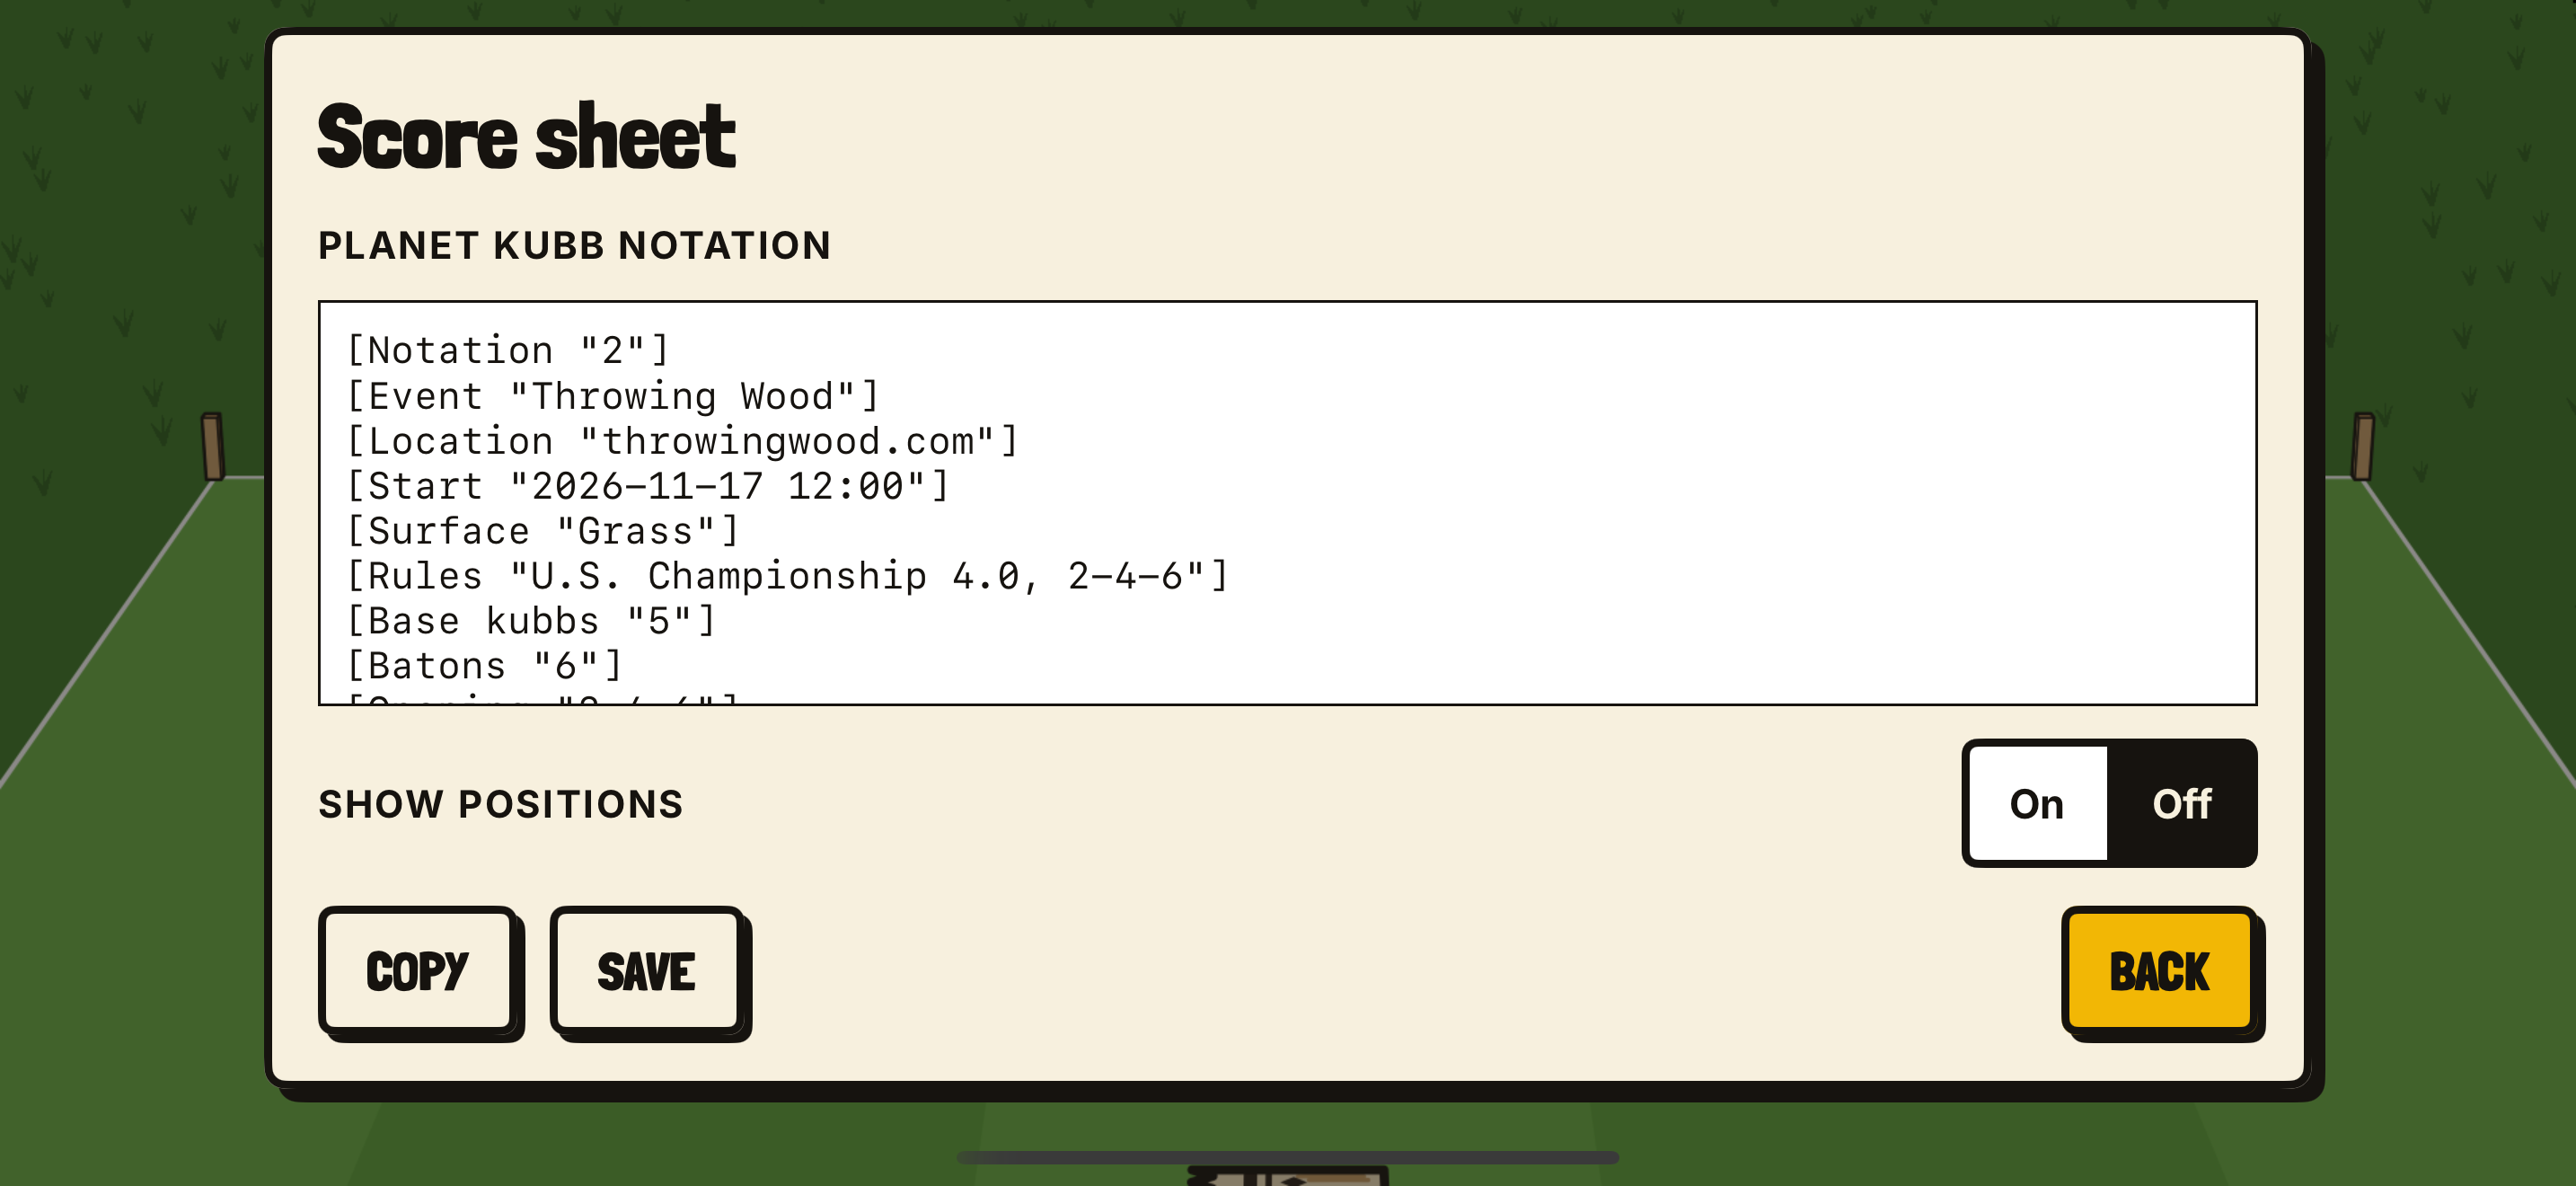 Score sheet
PLANET KUBB NOTATION
[Notation "2"]
[Event "Throwing Wood"]
[Location "throwingwood.com"]
[Start "2026-11-17 12:00"]
[Surface "Grass"]
[Rules "U.S. Championship 4.0, 2-4-6"]
[Base kubbs "5"]
[Batons "6"]
SHOW POSITIONS
On Off
COPY SAVE BACK